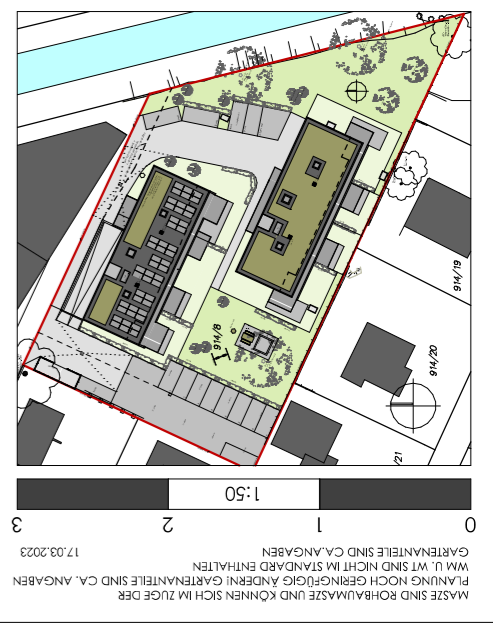 MASZE SIND ROHBAUMASZE UND KÖNNEN SICH IM ZUGE DER
PLANUNG NOCH GERINGFÜGIG ÄNDERN! GARTENANTEILE SIND CA. ANGABEN
WM U. WT SIND NICHT IM STANDARD ENTHALTEN
GARTENANTEILE SIND CA.ANGABEN 17.03.2023
0 1 2 3
1:50
/21
914/20
914/8
914/19